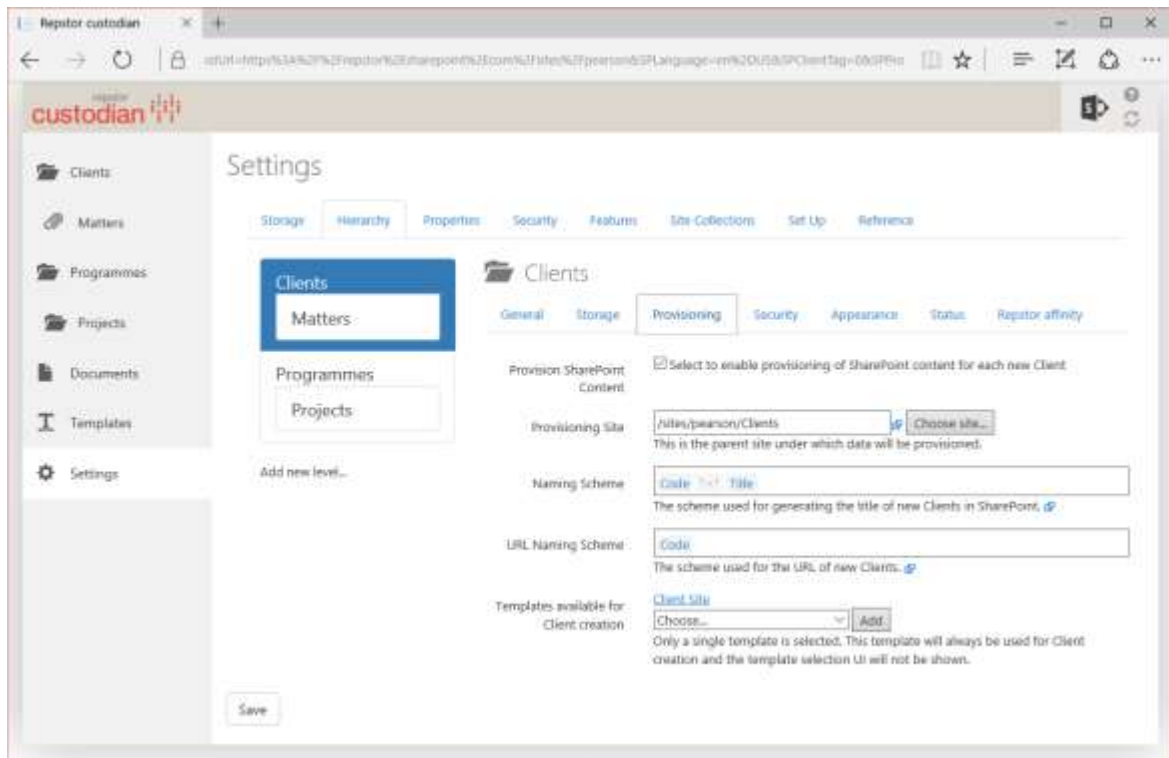 Repstor custodian
repstor
custodian
Clients
Matters
Programmes
Projects
Documents
Templates
Settings
Settings
Storage Hierarchy Properties Security Features Site Collections Set Up Reference
Clients
Matters
Programmes
Projects
Add new level...
Clients
General Storage Provisioning Security Appearance Status Repstor affinity
Provision SharePoint
Content
Select to enable provisioning of SharePoint content for each new Client
Provisioning Site
/sites/pearson/Clients
Choose site...
This is the parent site under which data will be provisioned.
Naming Scheme
Code Title
The scheme used for generating the title of new Clients in SharePoint.
URL Naming Scheme
Code
The scheme used for the URL of new Clients.
Templates available for
Client creation
Client Site
Choose... Add
Only a single template is selected. This template will always be used for Client
creation and the template selection UI will not be shown.
Save